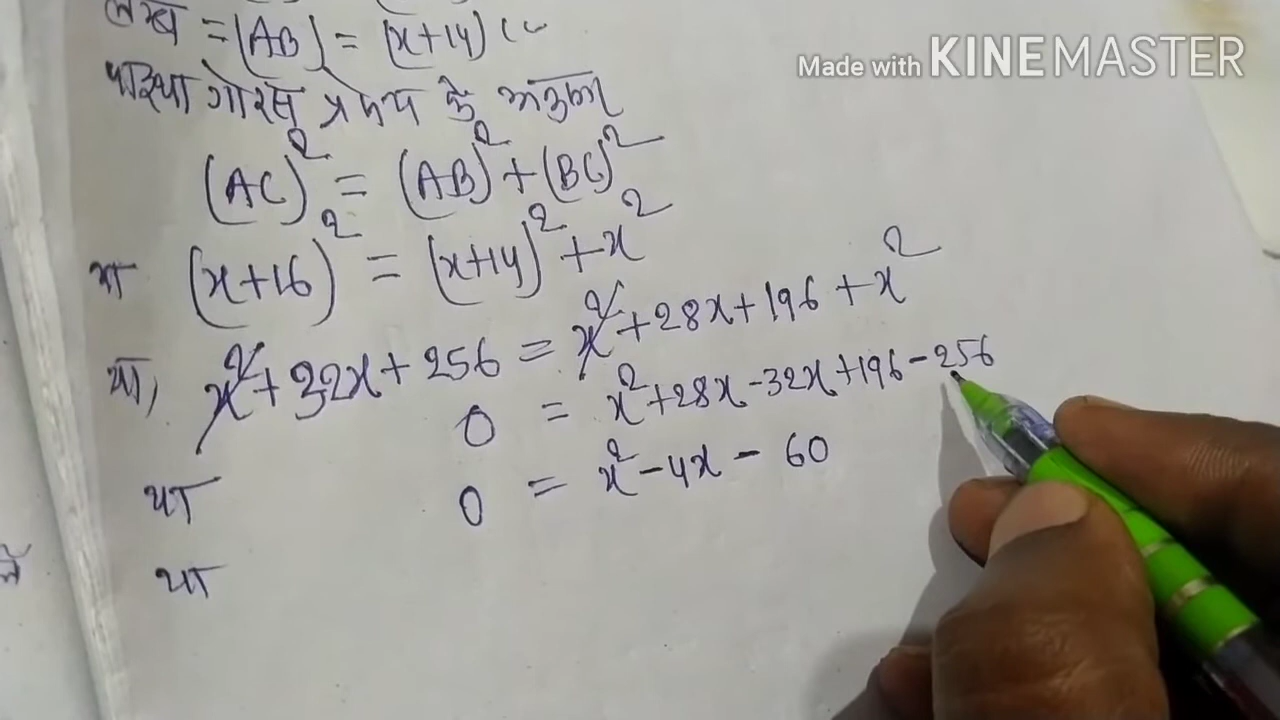 लम्ब = (AB) = (x+14)
Made with KINEMASTER
पाइथागोरस प्रमेय के अनुसार
(AC)² = (AB)² + (BC)²
या (x+16)² = (x+14)² + x²
या, x² + 32x + 256 = x² + 28x + 196 + x²
0 = x² + 28x - 32x + 196 - 256
या 0 = x² - 4x - 60
या